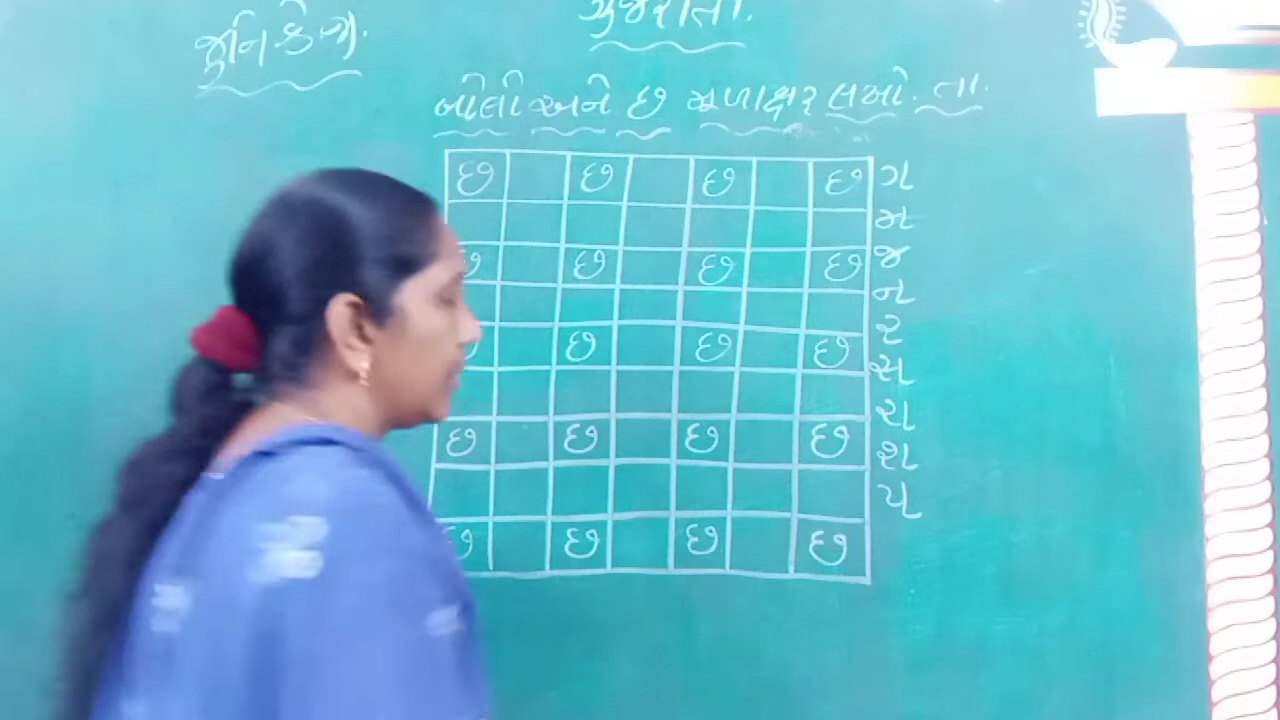 જુનિ.કે.જી.
ગુજરાતી.
બોલો અને છ મૂળાક્ષર લખો. તા.
છ છ છ છ ગ
મ
છ છ છ છ જ
ન
છ છ છ છ ર
સ
છ છ છ છ ચ
શ
પ
છ છ છ છ